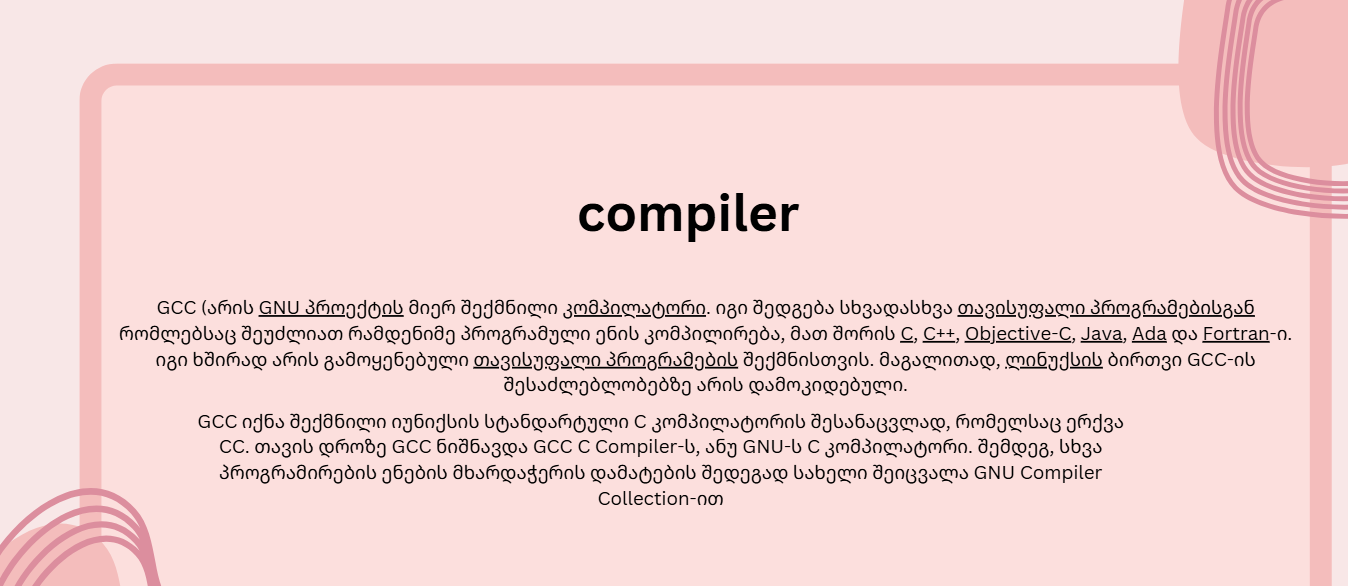 compiler
GCC (არის GNU პროექტის მიერ შექმნილი კომპილატორი. იგი შედგება სხვადასხვა თავისუფალი პროგრამებისგან
რომლებსაც შეუძლიათ რამდენიმე პროგრამული ენის კომპილირება, მათ შორის C, C++, Objective-C, Java, Ada და Fortran-ი.
იგი ხშირად არის გამოყენებული თავისუფალი პროგრამების შექმნისთვის. მაგალითად, ლინუქსის ბირთვი GCC-ის
შესაძლებლობებზე არის დამოკიდებული.
GCC იქნა შექმნილი იუნიქსის სტანდარტული C კომპილატორის შესანაცვლად, რომელსაც ერქვა
CC. თავის დროზე GCC ნიშნავდა GCC C Compiler-ს, ანუ GNU-ს C კომპილატორი. შემდეგ, სხვა
პროგრამირების ენების მხარდაჭერის დამატების შედეგად სახელი შეიცვალა GNU Compiler
Collection-ით